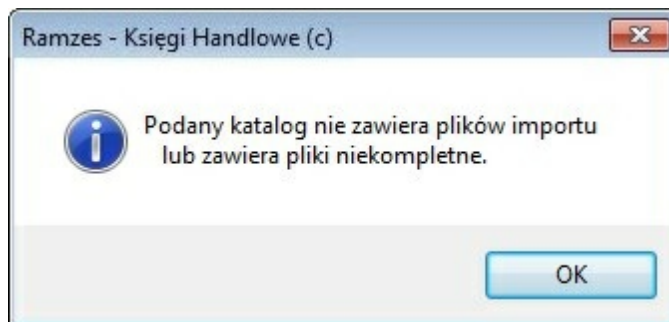 Ramzes - Księgi Handlowe (c)
Podany katalog nie zawiera plików importu
lub zawiera pliki niekompletne.
OK